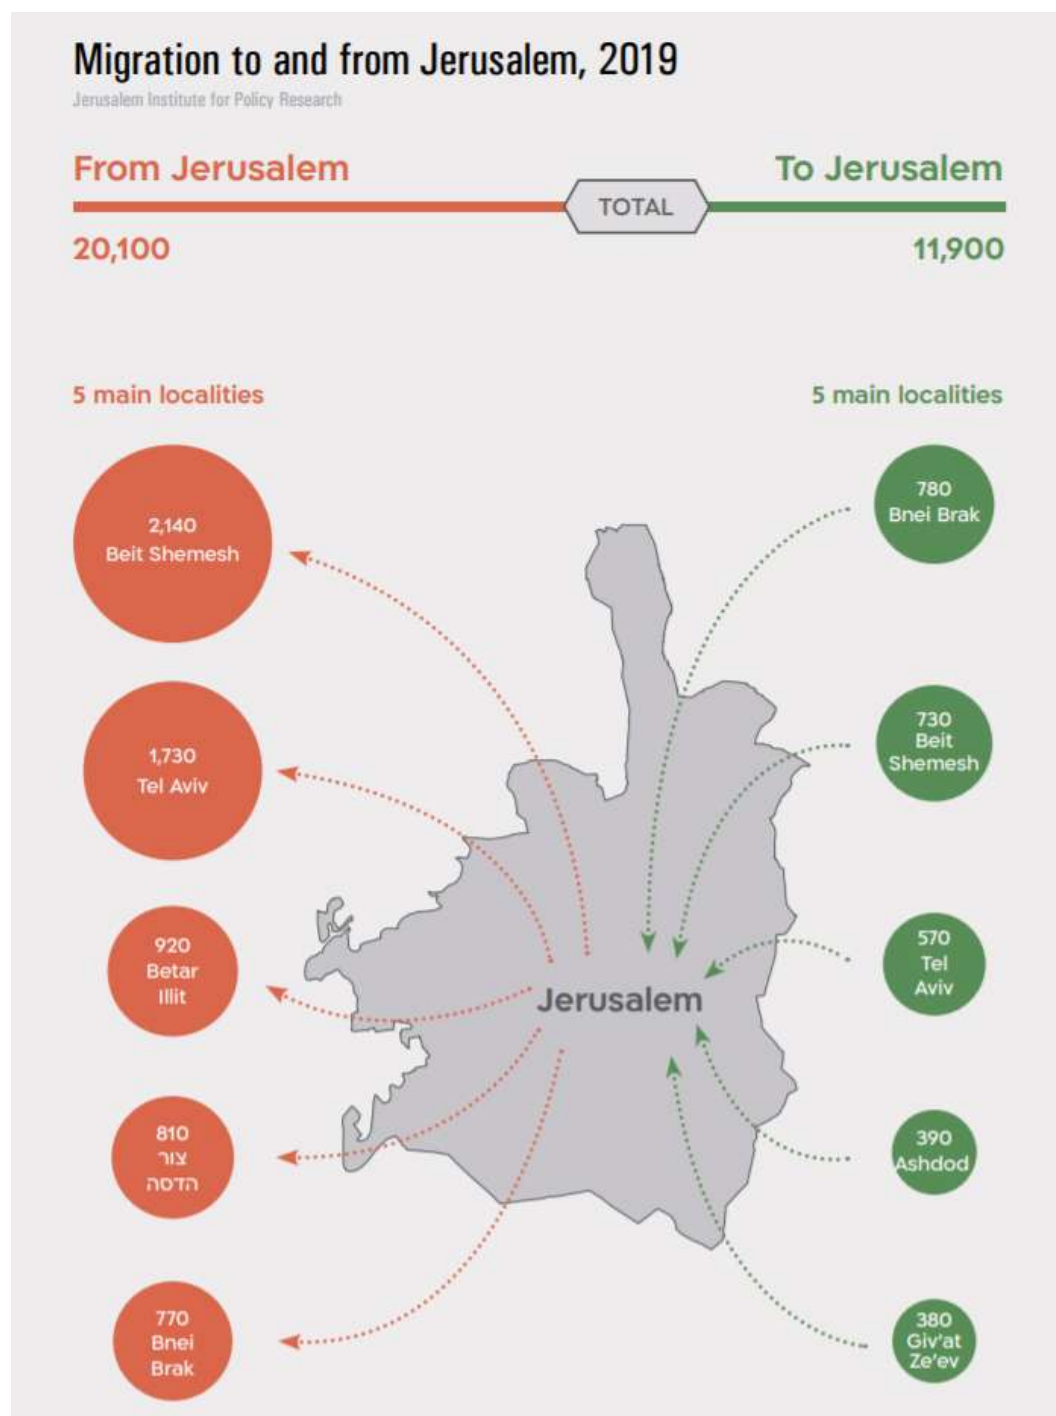 Migration to and from Jerusalem, 2019
Jerusalem Institute for Policy Research
From Jerusalem
To Jerusalem
TOTAL
20,100
11,900
5 main localities
5 main localities
2,140
Beit Shemesh
1,730
Tel Aviv
920
Betar
Illit
810
צור
הדסה
770
Bnei
Brak
Jerusalem
780
Bnei Brak
730
Beit
Shemesh
570
Tel
Aviv
390
Ashdod
380
Giv'at
Ze'ev